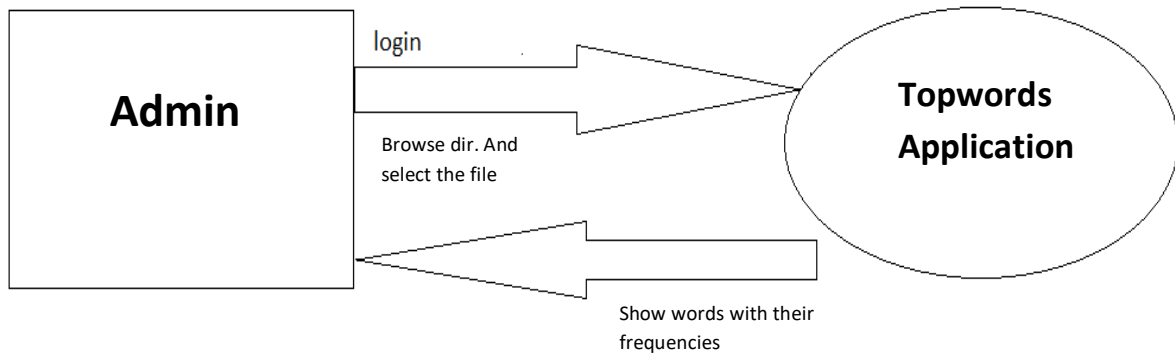 login
Admin
Topwords
Application
Browse dir. And
select the file
Show words with their
frequencies